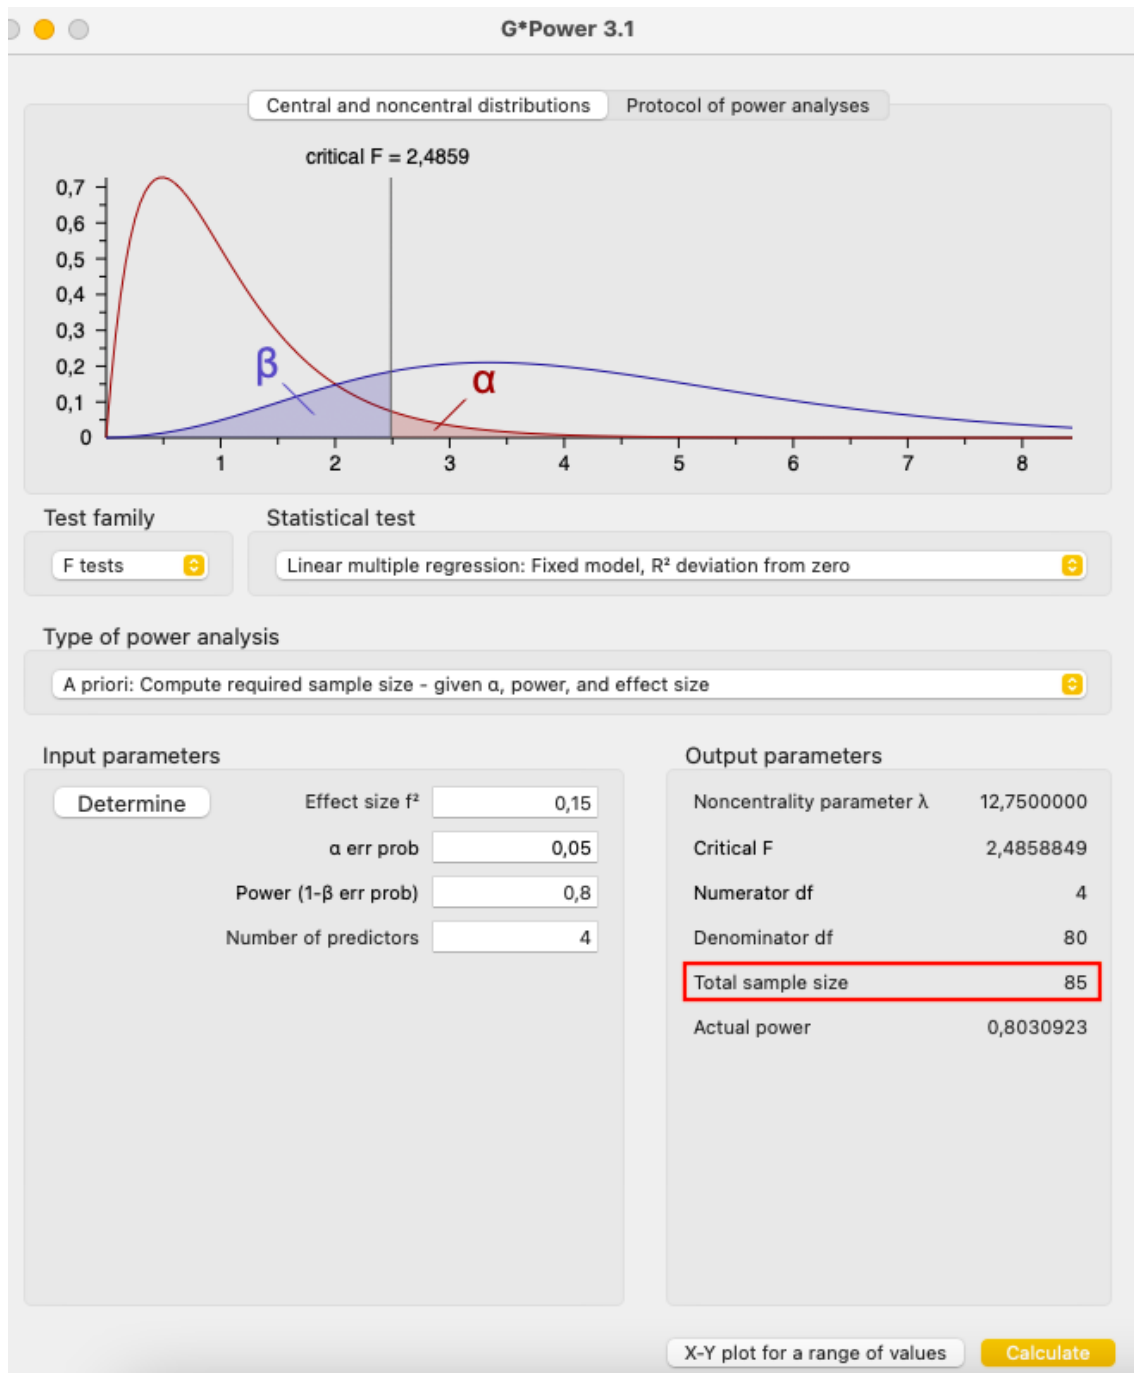 G*Power 3.1
Central and noncentral distributions Protocol of power analyses
critical F = 2,4859
0,7
0,6
0,5
0,4
0,3
0,2
0,1
0
β
α
1 2 3 4 5 6 7 8
Test family Statistical test
F tests Linear multiple regression: Fixed model, R² deviation from zero
Type of power analysis
A priori: Compute required sample size - given α, power, and effect size
Input parameters
Determine Effect size f² 0,15
α err prob 0,05
Power (1-β err prob) 0,8
Number of predictors 4
Output parameters
Noncentrality parameter λ 12,7500000
Critical F 2,4858849
Numerator df 4
Denominator df 80
Total sample size 85
Actual power 0,8030923
X-Y plot for a range of values Calculate